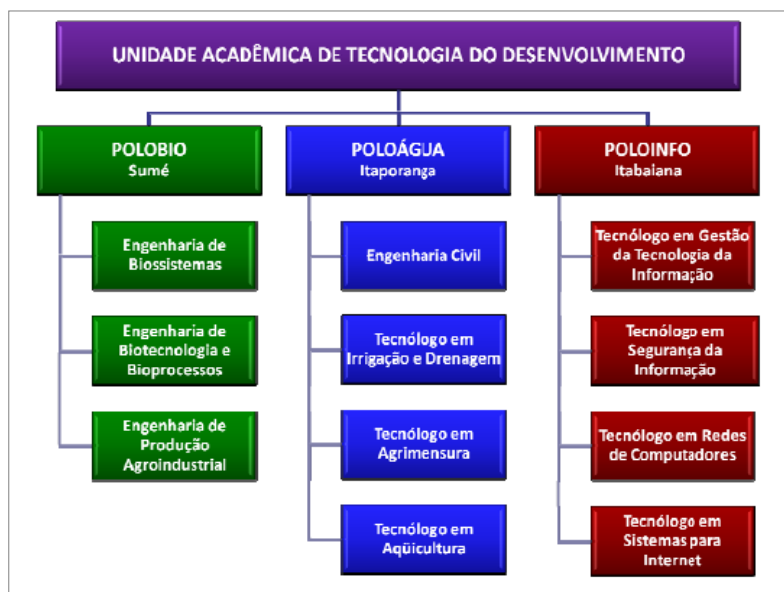 UNIDADE ACADÊMICA DE TECNOLOGIA DO DESENVOLVIMENTO
POLOBIO
Sumé
Engenharia de
Biossistemas
Engenharia de
Biotecnologia e
Bioprocessos
Engenharia de
Produção
Agroindustrial
POLOÁGUA
Itaporanga
Engenharia Civil
Tecnólogo em
Irrigação e Drenagem
Tecnólogo em
Agrimensura
Tecnólogo em
Aqüicultura
POLOINFO
Itabaiana
Tecnólogo em Gestão
da Tecnologia da
Informação
Tecnólogo em
Segurança da
Informação
Tecnólogo em Redes
de Computadores
Tecnólogo em
Sistemas para
Internet